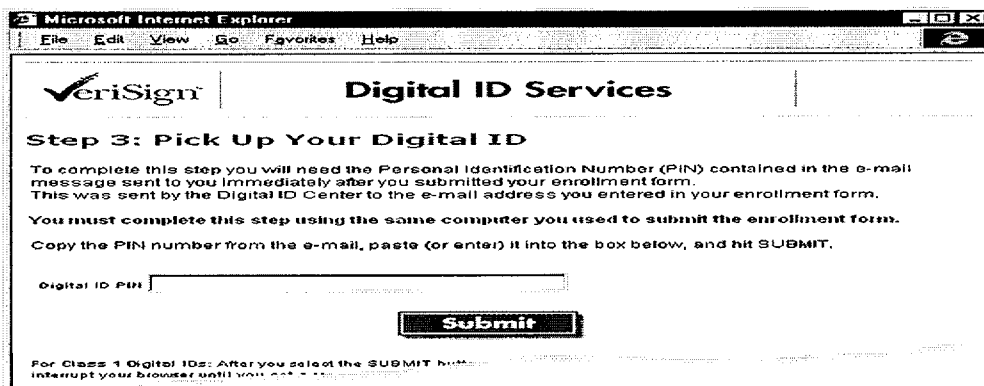 Microsoft Internet Explorer
File Edit View Go Favorites Help
VeriSign Digital ID Services
Step 3: Pick Up Your Digital ID
To complete this step you will need the Personal Identification Number (PIN) contained in the e-mail
message sent to you immediately after you submitted your enrollment form.
This was sent by the Digital ID Center to the e-mail address you entered in your enrollment form.
You must complete this step using the same computer you used to submit the enrollment form.
Copy the PIN number from the e-mail, paste (or enter) it into the box below, and hit SUBMIT.
Digital ID PIN
Submit
For Class 1 Digital IDs: After you select the SUBMIT
interrupt your browser until you